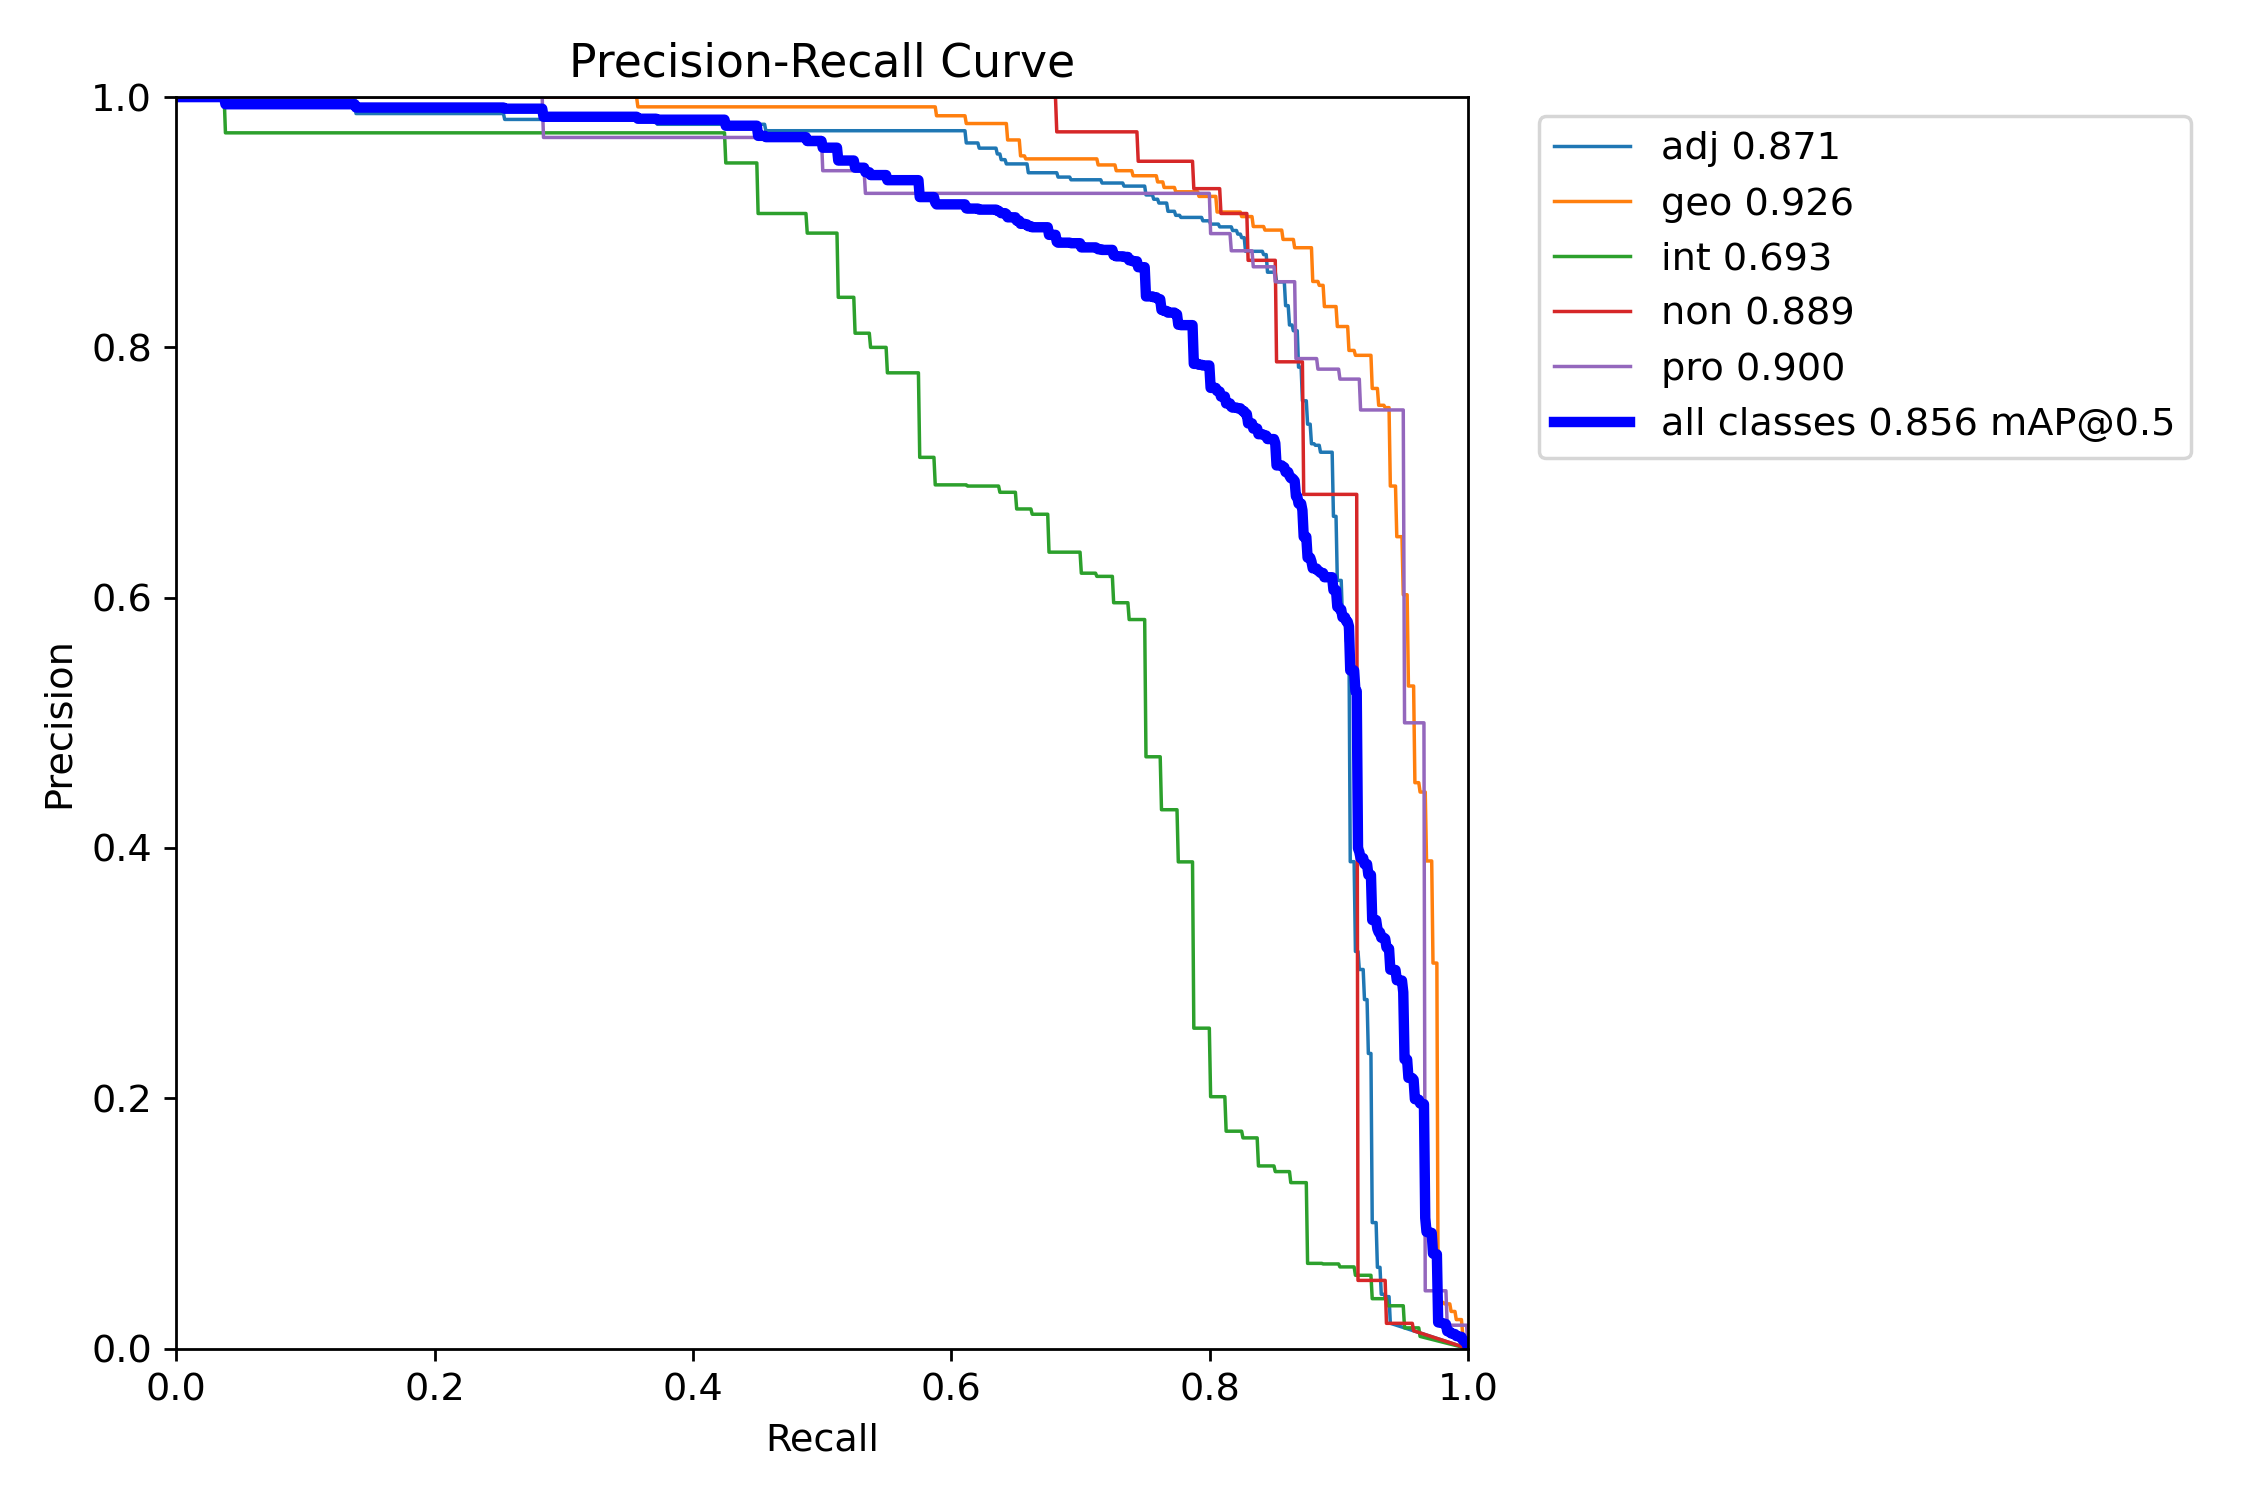 Precision-Recall Curve
1.0
0.8
0.6
0.4
0.2
0.0
Precision
0.0 0.2 0.4 0.6 0.8 1.0
Recall
adj 0.871
geo 0.926
int 0.693
non 0.889
pro 0.900
all classes 0.856 mAP@0.5